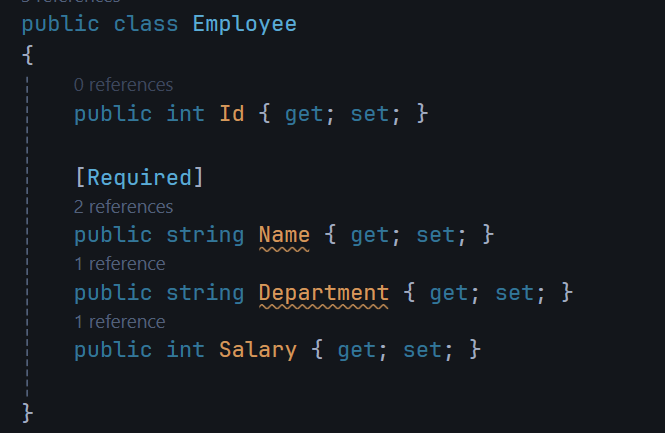 public class Employee
{
0 references
public int Id { get; set; }
[Required]
2 references
public string Name { get; set; }
1 reference
public string Department { get; set; }
1 reference
public int Salary { get; set; }
}